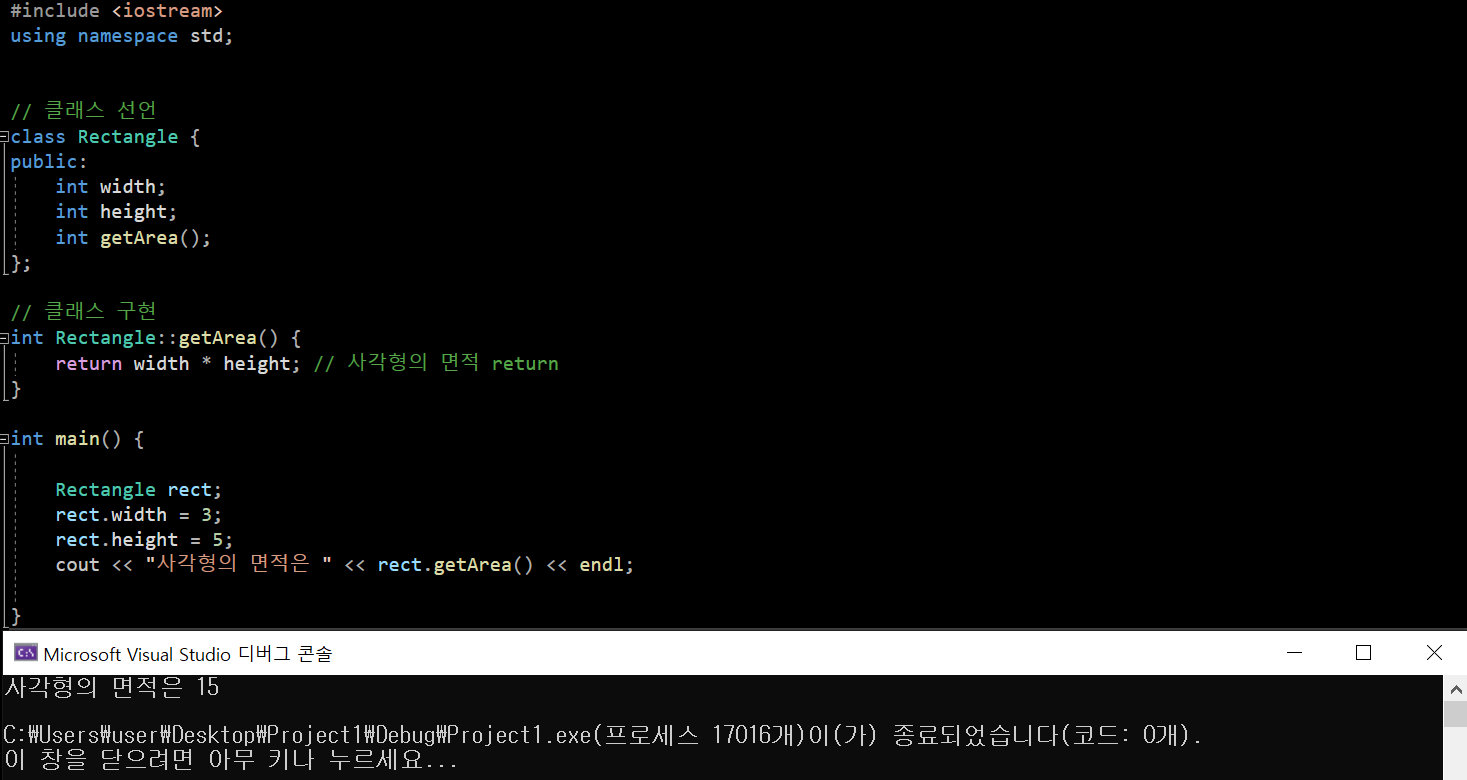 #include <iostream>
using namespace std;
// 클래스 선언
class Rectangle {
public:
int width;
int height;
int getArea();
};
// 클래스 구현
int Rectangle::getArea() {
return width * height; // 사각형의 면적 return
}
int main() {
Rectangle rect;
rect.width = 3;
rect.height = 5;
cout << "사각형의 면적은 " << rect.getArea() << endl;
}
Microsoft Visual Studio 디버그 콘솔
사각형의 면적은 15
C:₩Users₩user₩Desktop₩Project1₩Debug₩Project1.exe(프로세스 17016개)이(가) 종료되었습니다(코드: 0개).
이 창을 닫으려면 아무 키나 누르세요...